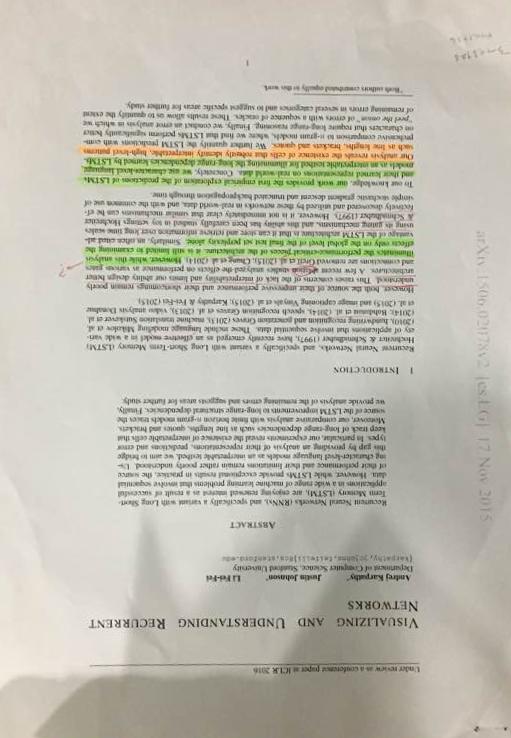 Under review as a conference paper at ICLR 2016
VISUALIZING AND UNDERSTANDING RECURRENT
NETWORKS
Andrej Karpathy* Justin Johnson* Li Fei-Fei
Department of Computer Science, Stanford University
{karpathy,jcjohns,feifeili}@cs.stanford.edu
ABSTRACT
Recurrent Neural Networks (RNNs), and specifically a variant with Long Short-
Term Memory (LSTM), are enjoying renewed interest as a result of successful
applications in a wide range of machine learning problems that involve sequential
data. However, while LSTMs provide exceptional results in practice, the source
of their performance and their limitations remain rather poorly understood. Us-
ing character-level language models as an interpretable testbed, we aim to bridge
this gap by providing an analysis of their representations, predictions and error
types. In particular, our experiments reveal the existence of interpretable cells that
keep track of long-range dependencies such as line lengths, quotes and brackets.
Moreover, our comparative analysis with finite horizon n-gram models traces the
source of the LSTM improvements to long-range structural dependencies. Finally,
we provide analysis of the remaining errors and suggests areas for further study.
1 INTRODUCTION
Recurrent Neural Networks, and specifically a variant with Long Short-Term Memory (LSTM)
Hochreiter & Schmidhuber (1997), have recently emerged as an effective model in a wide vari-
ety of applications that involve sequential data. These include language modeling Mikolov et al.
(2010), handwriting recognition and generation Graves (2013), machine translation Sutskever et al.
(2014); Bahdanau et al. (2014), speech recognition Graves et al. (2013), video analysis Donahue
et al. (2015) and image captioning Vinyals et al. (2015); Karpathy & Fei-Fei (2015).
However, both the source of their impressive performance and their shortcomings remain poorly
understood. This raises concerns of the lack of interpretability and limits our ability design better
architectures. A few recent ablation studies analyzed the effects on performance as various gates
and connections are removed Greff et al. (2015); Chung et al. (2014). However, while this analysis
illuminates the performance-critical pieces of the architecture, it is still limited to examining the
effects only at the global level of the final test set perplexity alone. Similarly, an often cited ad-
vantage of the LSTM architecture is that it can store and retrieve information over long time scales
using its gating mechanisms, and this ability has been carefully studied in toy settings Hochreiter
& Schmidhuber (1997). However, it is not immediately clear that similar mechanisms can be ef-
fectively discovered and utilized by these networks in real-world data, and with the common use of
simple stochastic gradient descent and truncated backpropagation through time.
To our knowledge, our work provides the first empirical exploration of the predictions of LSTMs
and their learned representations on real-world data. Concretely, we use character-level language
models as an interpretable testbed for illuminating the long-range dependencies learned by LSTMs.
Our analysis reveals the existence of cells that robustly identify interpretable, high-level patterns
such as line lengths, brackets and quotes. We further quantify the LSTM predictions with com-
prehensive comparison to n-gram models, where we find that LSTMs perform significantly better
on characters that require long-range reasoning. Finally, we conduct an error analysis in which we
"peel the onion" of errors with a sequence of oracles. These results allow us to quantify the extent
of remaining errors in several categories and to suggest specific areas for further study.
*Both authors contributed equally to this work.
1
arXiv:1506.02078v2 [cs.LG] 17 Nov 2015
?